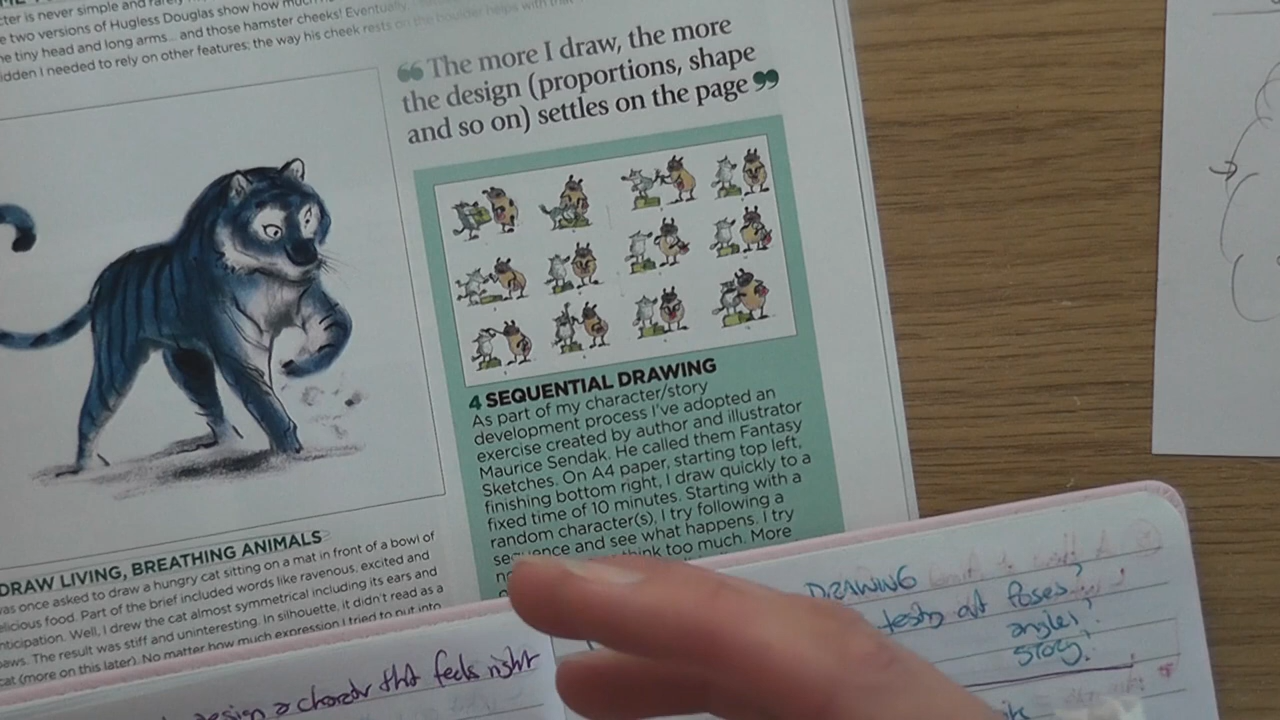 cter is never simple and rarely
e two versions of Hugless Douglas show how much
ne tiny head and long arms... and those hamster cheeks! Eventually,
idden I needed to rely on other features; the way his cheek rests on the boulder helps with that
“ The more I draw, the more
the design (proportions, shape
and so on) settles on the page ”
4 SEQUENTIAL DRAWING
As part of my character/story
development process I've adopted an
exercise created by author and illustrator
Maurice Sendak. He called them Fantasy
Sketches. On A4 paper, starting top left,
finishing bottom right, I draw quickly to a
fixed time of 10 minutes. Starting with a
random character(s), I try following a
sequence and see what happens. I try
think too much. More
DRAW LIVING, BREATHING ANIMALS
was once asked to draw a hungry cat sitting on a mat in front of a bowl of
elicious food. Part of the brief included words like ravenous, excited and
nticipation. Well, I drew the cat almost symmetrical including its ears and
paws. The result was stiff and uninteresting. In silhouette, it didn't read as a
cat (more on this later). No matter how much expression I tried to put into
design a character that feels right
DRAWING
testing out Poses?
angles?
story?